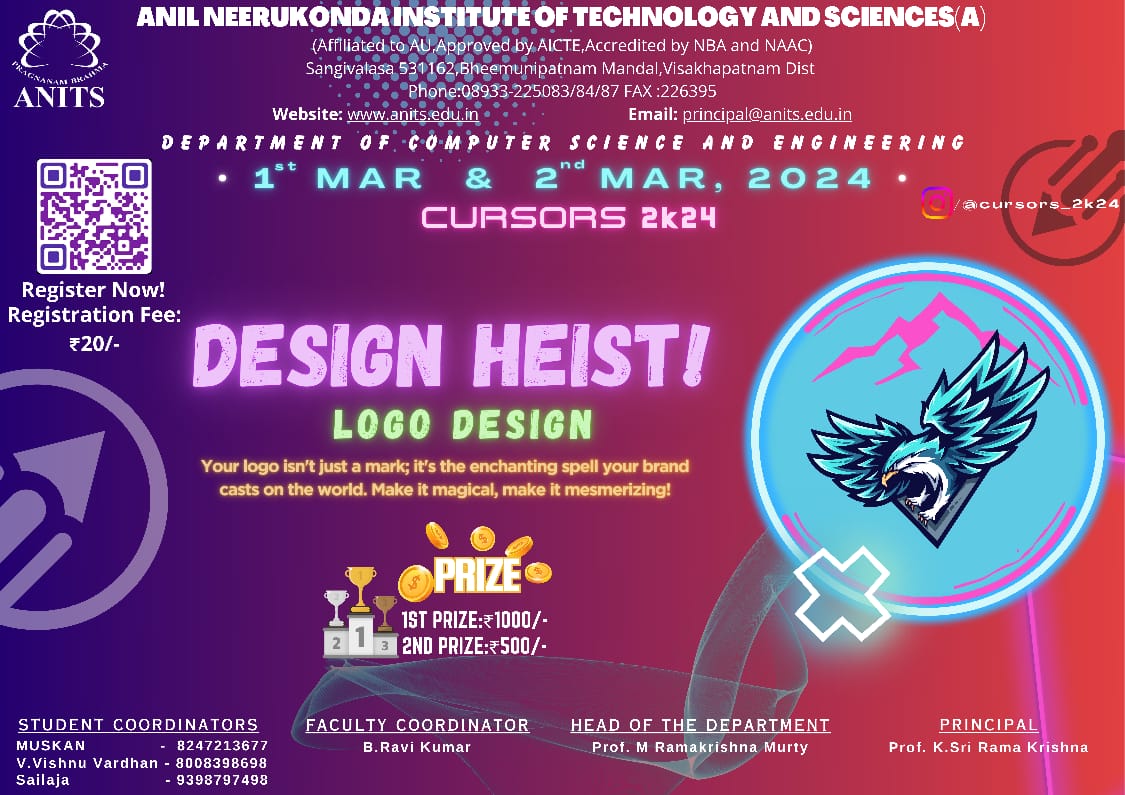 ANIL NEERUKONDA INSTITUTE OF TECHNOLOGY AND SCIENCES(A)
(Affiliated to AU,Approved by AICTE,Accredited by NBA and NAAC)
Sangivalasa 531162,Bheemunipatnam Mandal,Visakhapatnam Dist
Phone:08933-225083/84/87 FAX :226395
Website: www.anits.edu.in Email: principal@anits.edu.in
PRAGNANAM BRAHMA
ANITS
DEPARTMENT OF COMPUTER SCIENCE AND ENGINEERING
• 1st MAR & 2nd MAR, 2024 •
CURSORS 2K24
/@cursors_2k24
Register Now!
Registration Fee:
₹20/-
DESIGN HEIST!
LOGO DESIGN
Your logo isn't just a mark; it's the enchanting spell your brand
casts on the world. Make it magical, make it mesmerizing!
PRIZE
1ST PRIZE:₹1000/-
2ND PRIZE:₹500/-
1
2
3
STUDENT COORDINATORS
MUSKAN - 8247213677
V.Vishnu Vardhan - 8008398698
Sailaja - 9398797498
FACULTY COORDINATOR
B.Ravi Kumar
HEAD OF THE DEPARTMENT
Prof. M Ramakrishna Murty
PRINCIPAL
Prof. K.Sri Rama Krishna